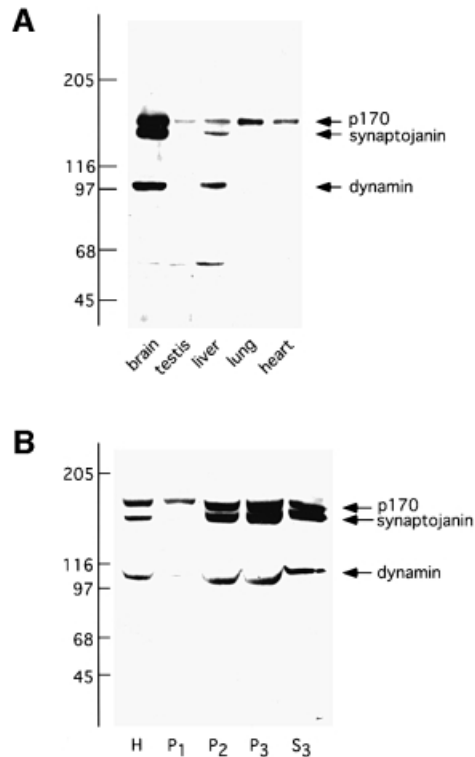 A
205
p170
synaptojanin
116
97
dynamin
68
45
brain testis liver lung heart
B
205
p170
synaptojanin
116
dynamin
97
68
45
H P1 P2 P3 S3